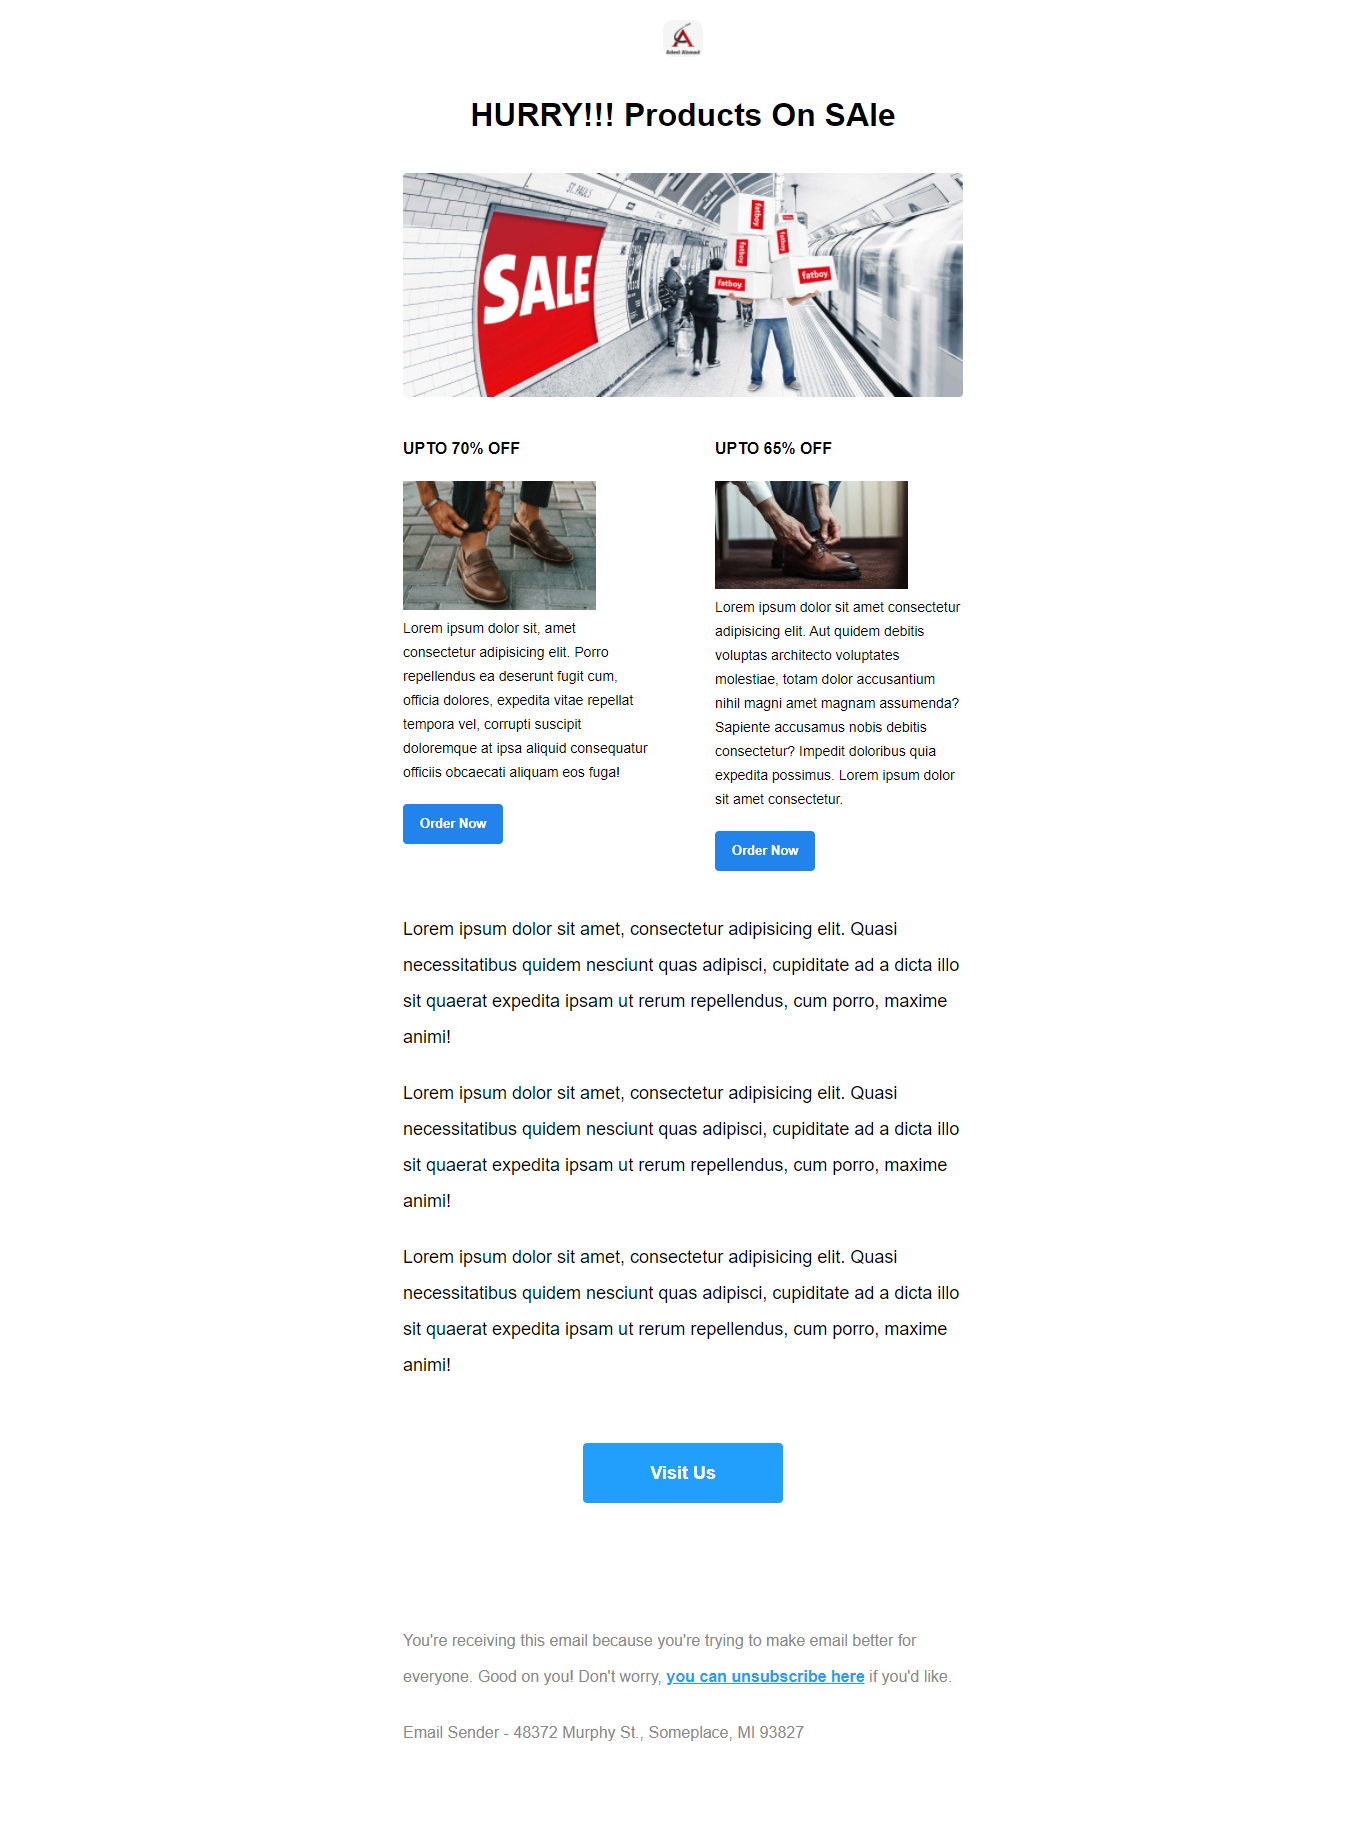 Adeel Ahmad
HURRY!!! Products On SAle
ST. PAUL'S
SALE
fatboy
fatboy
fatboy
fatboy
fatboy
UPTO 70% OFF
Lorem ipsum dolor sit, amet
consectetur adipisicing elit. Porro
repellendus ea deserunt fugit cum,
officia dolores, expedita vitae repellat
tempora vel, corrupti suscipit
doloremque at ipsa aliquid consequatur
officiis obcaecati aliquam eos fuga!
Order Now
UPTO 65% OFF
Lorem ipsum dolor sit amet consectetur
adipisicing elit. Aut quidem debitis
voluptas architecto voluptates
molestiae, totam dolor accusantium
nihil magni amet magnam assumenda?
Sapiente accusamus nobis debitis
consectetur? Impedit doloribus quia
expedita possimus. Lorem ipsum dolor
sit amet consectetur.
Order Now
Lorem ipsum dolor sit amet, consectetur adipisicing elit. Quasi
necessitatibus quidem nesciunt quas adipisci, cupiditate ad a dicta illo
sit quaerat expedita ipsam ut rerum repellendus, cum porro, maxime
animi!
Lorem ipsum dolor sit amet, consectetur adipisicing elit. Quasi
necessitatibus quidem nesciunt quas adipisci, cupiditate ad a dicta illo
sit quaerat expedita ipsam ut rerum repellendus, cum porro, maxime
animi!
Lorem ipsum dolor sit amet, consectetur adipisicing elit. Quasi
necessitatibus quidem nesciunt quas adipisci, cupiditate ad a dicta illo
sit quaerat expedita ipsam ut rerum repellendus, cum porro, maxime
animi!
Visit Us
You're receiving this email because you're trying to make email better for
everyone. Good on you! Don't worry, you can unsubscribe here if you'd like.
Email Sender - 48372 Murphy St., Someplace, MI 93827